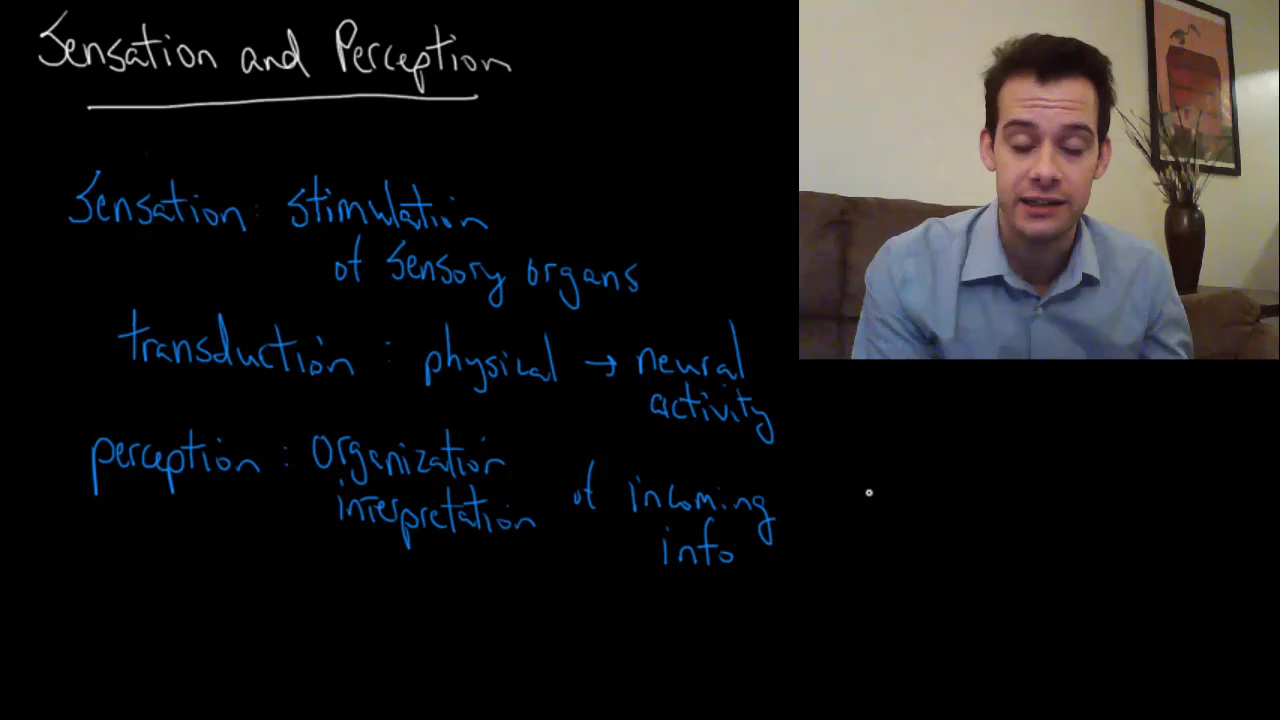 Sensation and Perception
Sensation: stimulation
of sensory organs
transduction: physical → neural
activity
perception: organization
interpretation of incoming
info